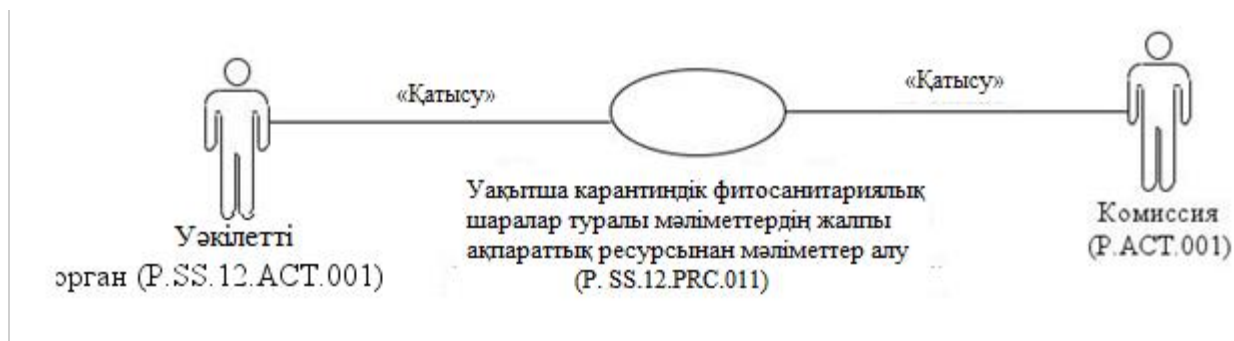 «Қатысу»
«Қатысу»
Уақытша карантиндік фитосанитариялық
шаралар туралы мәліметтердің жалпы
ақпараттық ресурсынан мәліметтер алу
(P. SS.12.PRC.011)
Уәкілетті
орган (P.SS.12.ACT.001)
Комиссия
(P.ACT.001)